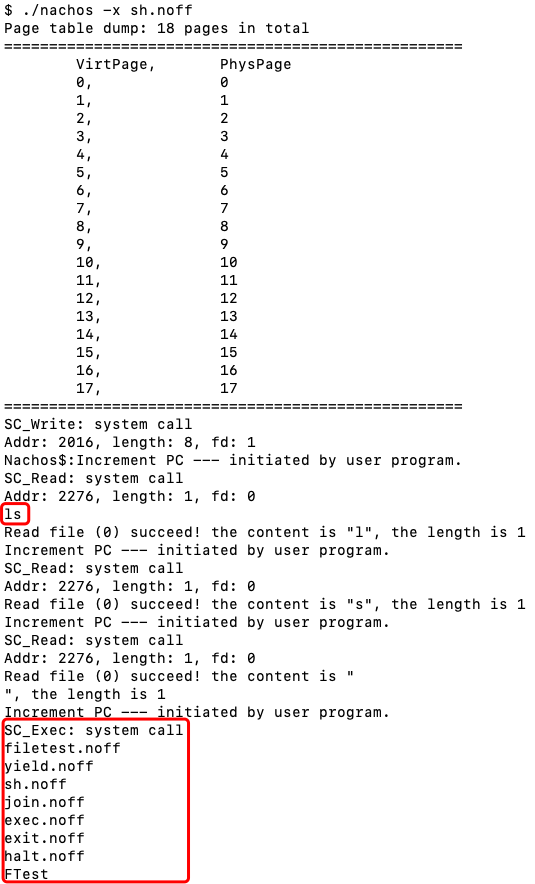 $ ./nachos -x sh.noff
Page table dump: 18 pages in total
===================================================
VirtPage, PhysPage
0, 0
1, 1
2, 2
3, 3
4, 4
5, 5
6, 6
7, 7
8, 8
9, 9
10, 10
11, 11
12, 12
13, 13
14, 14
15, 15
16, 16
17, 17
===================================================
SC_Write: system call
Addr: 2016, length: 8, fd: 1
Nachos$:Increment PC --- initiated by user program.
SC_Read: system call
Addr: 2276, length: 1, fd: 0
ls
Read file (0) succeed! the content is "l", the length is 1
Increment PC --- initiated by user program.
SC_Read: system call
Addr: 2276, length: 1, fd: 0
Read file (0) succeed! the content is "s", the length is 1
Increment PC --- initiated by user program.
SC_Read: system call
Addr: 2276, length: 1, fd: 0
Read file (0) succeed! the content is "
", the length is 1
Increment PC --- initiated by user program.
SC_Exec: system call
filetest.noff
yield.noff
sh.noff
join.noff
exec.noff
exit.noff
halt.noff
FTest